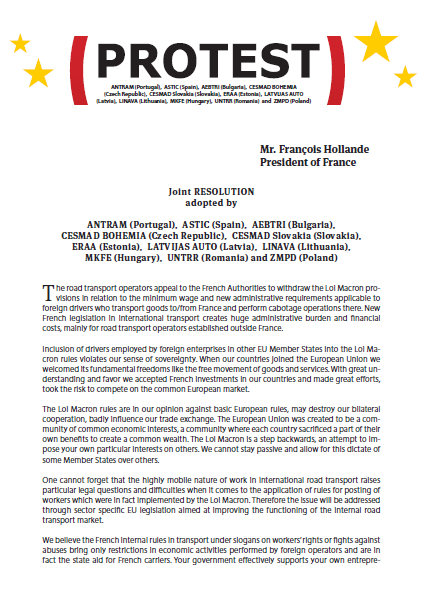 (PROTEST)
ANTRAM (Portugal), ASTIC (Spain), AEBTRI (Bulgaria), CESMAD BOHEMIA
(Czech Republic), CESMAD Slovakia (Slovakia), ERAA (Estonia), LATVIJAS AUTO
(Latvia), LINAVA (Lithuania), MKFE (Hungary), UNTRR (Romania) and ZMPD (Poland)
Mr. François Hollande
President of France
Joint RESOLUTION
adopted by
ANTRAM (Portugal), ASTIC (Spain), AEBTRI (Bulgaria),
CESMAD BOHEMIA (Czech Republic), CESMAD Slovakia (Slovakia),
ERAA (Estonia), LATVIJAS AUTO (Latvia), LINAVA (Lithuania),
MKFE (Hungary), UNTRR (Romania) and ZMPD (Poland)
The road transport operators appeal to the French Authorities to withdraw the Loi Macron pro-
visions in relation to the minimum wage and new administrative requirements applicable to
foreign drivers who transport goods to/from France and perform cabotage operations there. New
French legislation in international transport creates huge administrative burden and financial
costs, mainly for road transport operators established outside France.
Inclusion of drivers employed by foreign enterprises in other EU Member States into the Loi Ma-
cron rules violates our sense of sovereignty. When our countries joined the European Union we
welcomed its fundamental freedoms like the free movement of goods and services. With great un-
derstanding and favor we accepted French investments in our countries and made great efforts,
took the risk to compete on the common European market.
The Loi Macron rules are in our opinion against basic European rules, may destroy our bilateral
cooperation, badly influence our trade exchange. The European Union was created to be a com-
munity of common economic interests, a community where each country sacrificed a part of their
own benefits to create a common wealth. The Loi Macron is a step backwards, an attempt to im-
pose your own particular interests on others. We cannot stay passive and allow for this dictate of
some Member States over others.
One cannot forget that the highly mobile nature of work in international road transport raises
particular legal questions and difficulties when it comes to the application of rules for posting of
workers which were in fact implemented by the Loi Macron. Therefore the issue will be addressed
through sector specific EU legislation aimed at improving the functioning of the internal road
transport market.
We believe the French internal rules in transport under slogans on workers' rights or fights against
abuses bring only restrictions in economic activities performed by foreign operators and are in
fact the state aid for French carriers. Your government effectively supports your own entrepre-